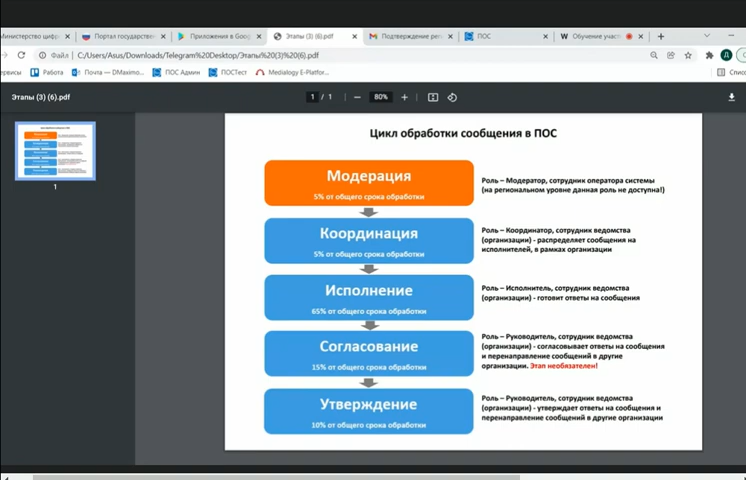 Министерство цифр
Портал государствен
Приложения в Goog
Этапы (3) (6).pdf
Подтверждение рег
ПОС
Обучение участ
Файл
C:/Users/Asus/Downloads/Telegram%20Desktop/Этапы%20(3)%20(6).pdf
ервисы
Работа
Почта — DMaximo...
ПОС Админ
ПОСТест
Medialogy E-Platfor...
Списо
Этапы (3) (6).pdf
1 / 1
80%
1
Цикл обработки сообщения в ПОС
Модерация
5% от общего срока обработки
Роль – Модератор, сотрудник оператора системы
(на региональном уровне данная роль не доступна!)
Координация
5% от общего срока обработки
Роль – Координатор, сотрудник ведомства
(организации) - распределяет сообщения на
исполнителей, в рамках организации
Исполнение
65% от общего срока обработки
Роль – Исполнитель, сотрудник ведомства
(организации) - готовит ответы на сообщения
Согласование
15% от общего срока обработки
Роль – Руководитель, сотрудник ведомства
(организации) - согласовывает ответы на сообщения
и перенаправление сообщений в другие
организации. Этап необязателен!
Утверждение
10% от общего срока обработки
Роль – Руководитель, сотрудник ведомства
(организации) - утверждает ответы на сообщения и
перенаправление сообщений в другие организации